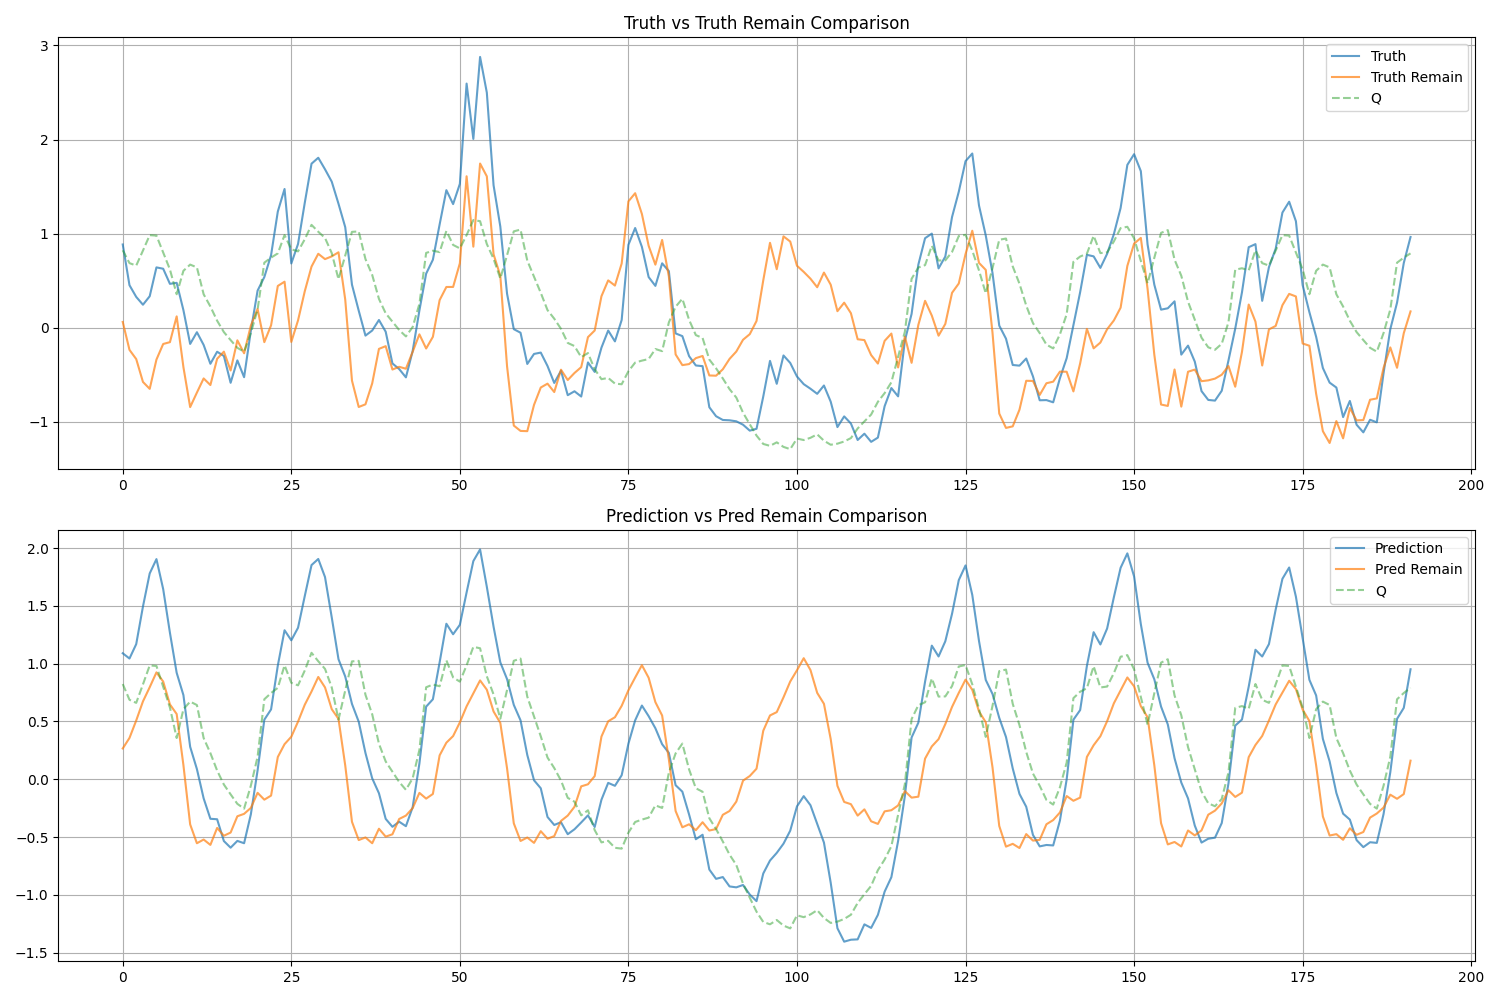 Truth vs Truth Remain Comparison
3
2
1
0
−1
Truth
Truth Remain
Q
0 25 50 75 100 125 150 175 200
Prediction vs Pred Remain Comparison
2.0
1.5
1.0
0.5
0.0
−0.5
−1.0
−1.5
Prediction
Pred Remain
Q
0 25 50 75 100 125 150 175 200